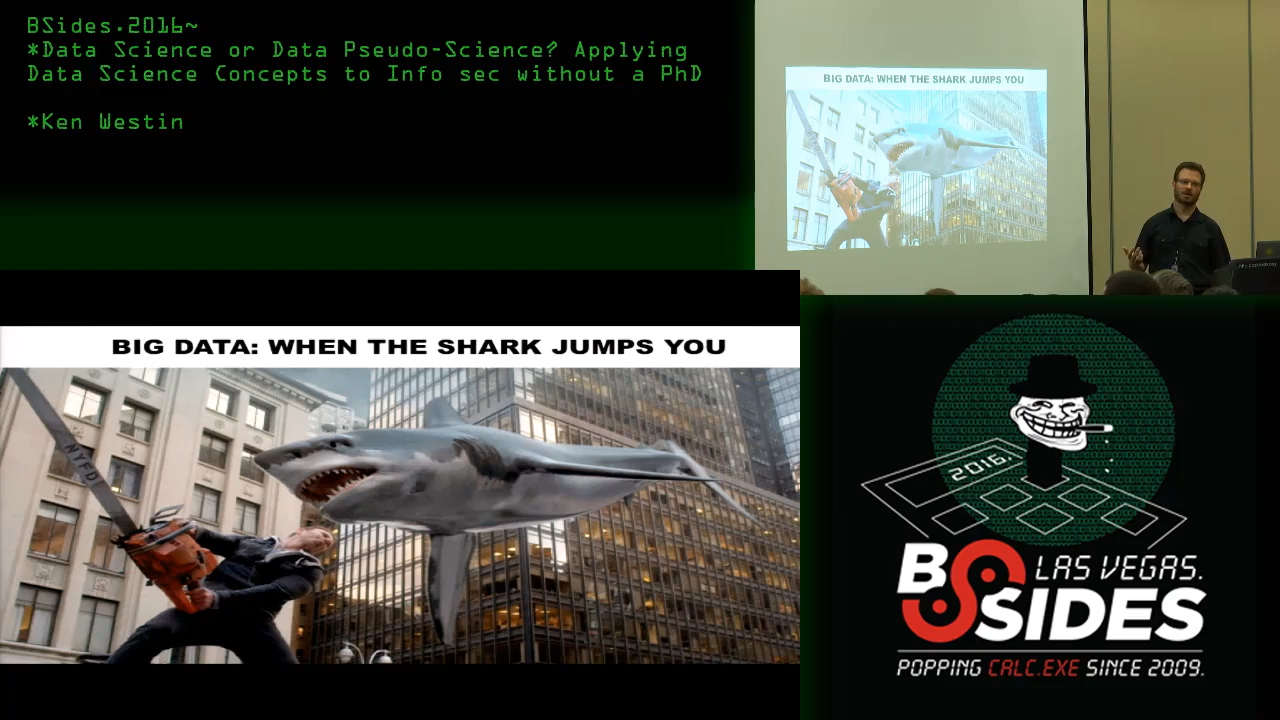 BSides.2016~
*Data Science or Data Pseudo-Science? Applying
Data Science Concepts to Info sec without a PhD
*Ken Westin
BIG DATA: WHEN THE SHARK JUMPS YOU
BIG DATA: WHEN THE SHARK JUMPS YOU
NYFD
2016.
BSIDES
LAS VEGAS.
POPPING CALC.EXE SINCE 2009.